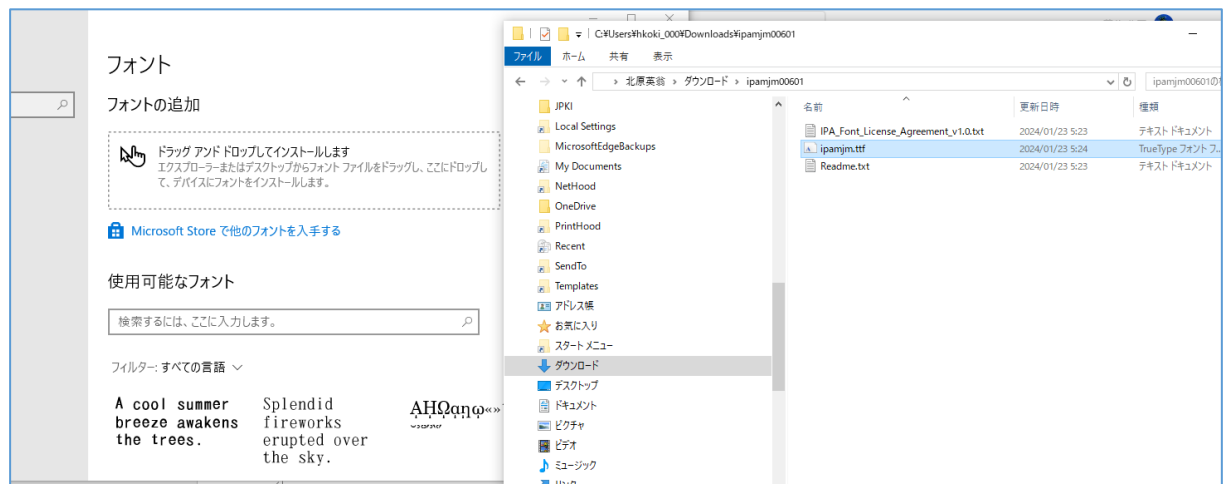 フォント
フォントの追加
ドラッグ アンド ドロップしてインストールします
エクスプローラーまたはデスクトップからフォント ファイルをドラッグし、ここにドロップし
て、デバイスにフォントをインストールします。
Microsoft Store で他のフォントを入手する
使用可能なフォント
検索するには、ここに入力します。
フィルター: すべての言語
A cool summer
breeze awakens
the trees.
Splendid
fireworks
erupted over
the sky.
C:¥Users¥hkoki_000¥Downloads¥ipamjm00601
ファイル ホーム 共有 表示
北原英翁 › ダウンロード › ipamjm00601
ipamjm00601の
JPKI
Local Settings
MicrosoftEdgeBackups
My Documents
NetHood
OneDrive
PrintHood
Recent
SendTo
Templates
アドレス帳
お気に入り
スタート メニュー
ダウンロード
デスクトップ
ドキュメント
ピクチャ
ビデオ
ミュージック
名前 更新日時 種類
IPA_Font_License_Agreement_v1.0.txt 2024/01/23 5:23 テキスト ドキュメント
ipamjm.ttf 2024/01/23 5:24 TrueType フォント フ...
Readme.txt 2024/01/23 5:23 テキスト ドキュメント